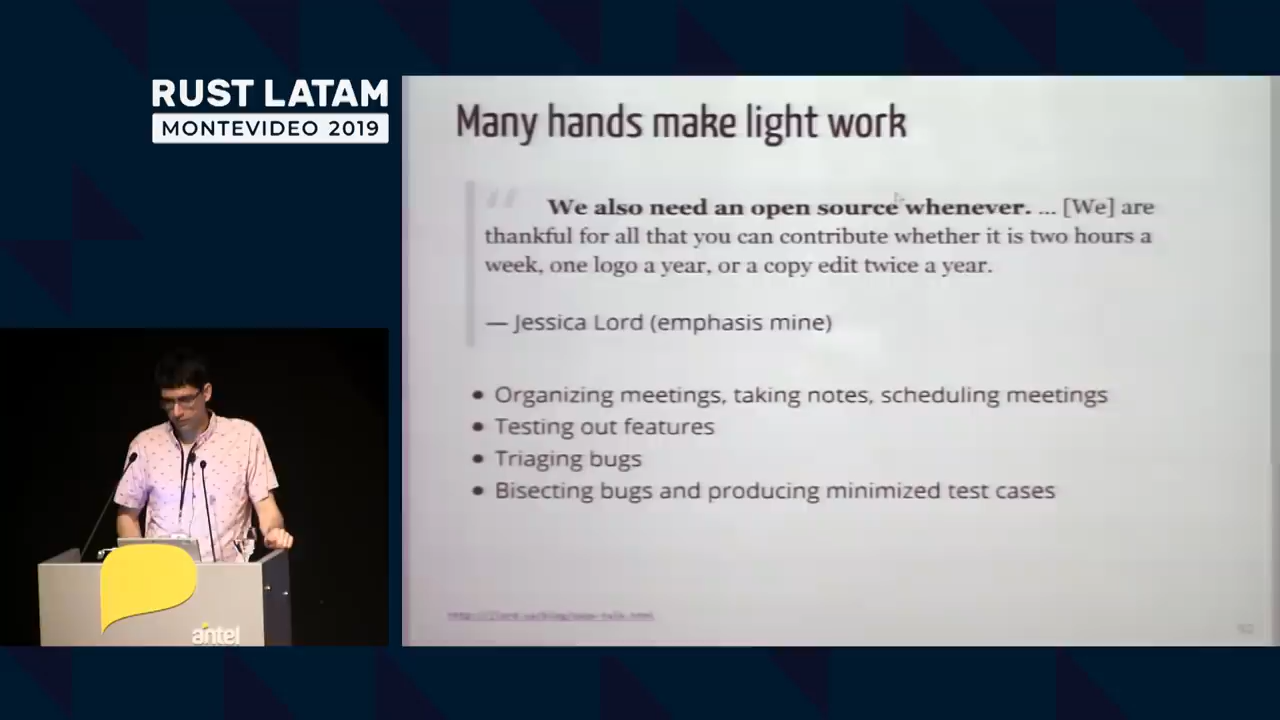 RUST LATAM
MONTEVIDEO 2019
Many hands make light work
“ We also need an open source whenever. ... [We] are
thankful for all that you can contribute whether it is two hours a
week, one logo a year, or a copy edit twice a year.
— Jessica Lord (emphasis mine)
• Organizing meetings, taking notes, scheduling meetings
• Testing out features
• Triaging bugs
• Bisecting bugs and producing minimized test cases
antel